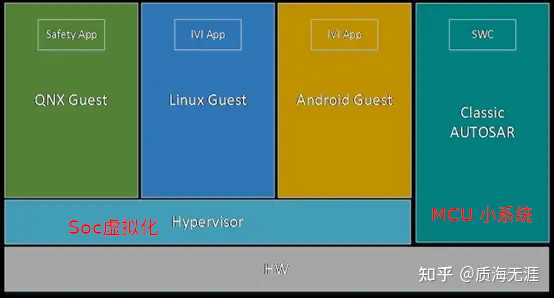 Safety App
IVI App
IVI App
SWC
QNX Guest
Linux Guest
Android Guest
Classic
AUTOSAR
Soc虚拟化
Hypervisor
MCU 小系统
HW
知乎 @质海无涯